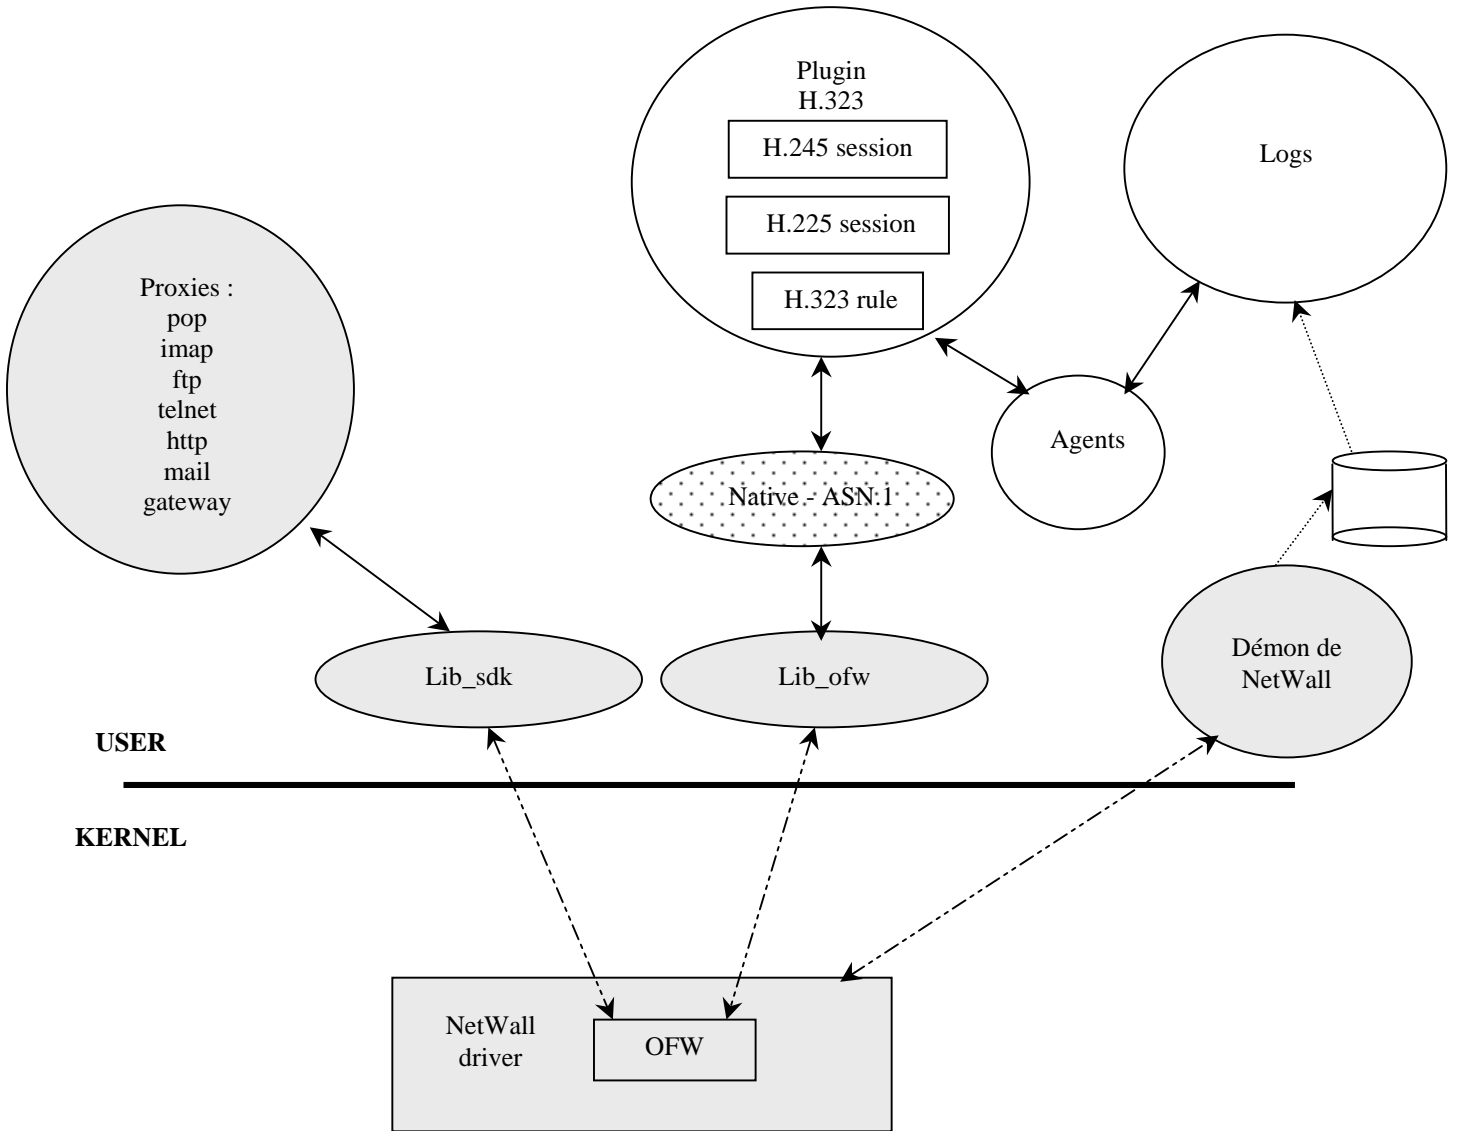 Plugin
H.323
H.245 session
H.225 session
H.323 rule
Logs
Proxies :
pop
imap
ftp
telnet
http
mail
gateway
Agents
Native - ASN.1
Lib_sdk
Lib_ofw
Démon de
NetWall
USER
KERNEL
NetWall
driver
OFW